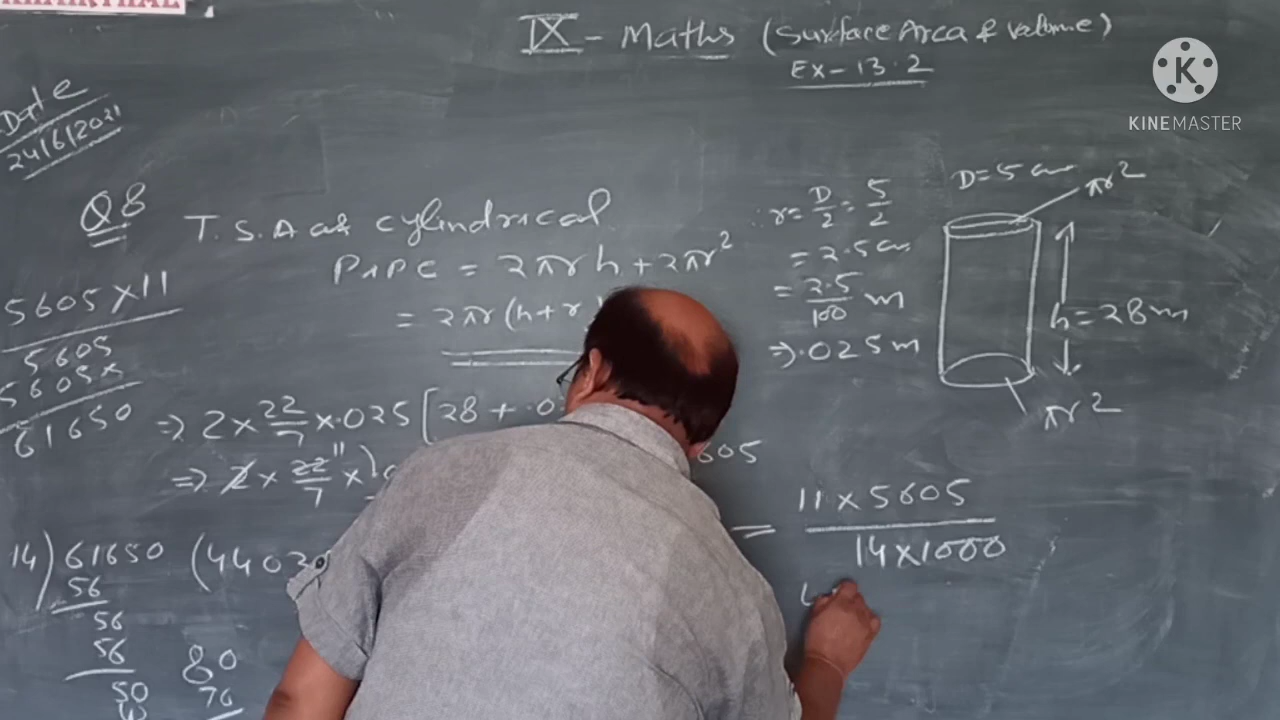 IX - Maths (Surface Area & Volume)
Ex - 13.2
KINEMASTER
Date
24/6/2021
Q8
T.S.A of cylindrical
PIPE = 2πrh + 2πr²
= 2πr(h+r
∴ r = D/2 = 5/2
= 2.5 cm
= 2.5/100 m
⇒ .025 m
D = 5 cm
πr²
h = 28 m
πr²
5605 × 11
5605
5605×
61650
⇒ 2 × 22/7 × .025 [28 + .0
⇒ 2 × 22/7 ×
11
605
= 11 × 5605 / 14 × 1000
14) 61650 (4403
56
56
56
50
80
70